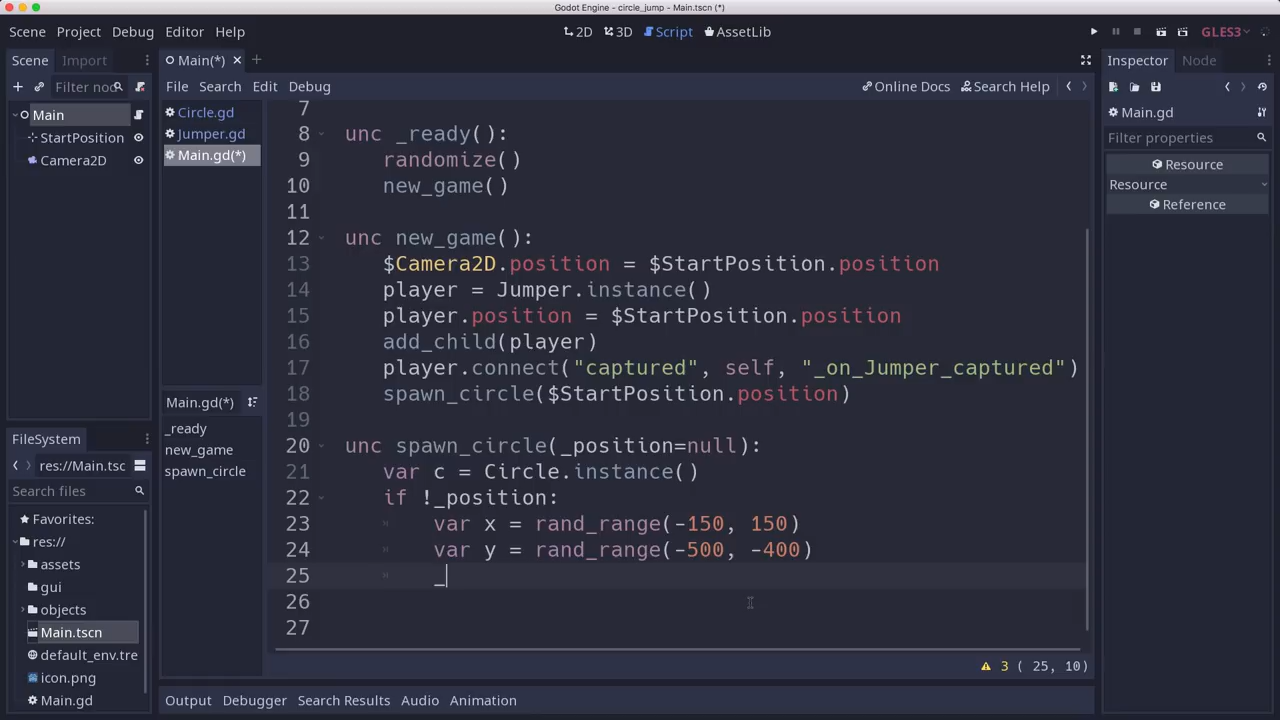 Godot Engine - circle_jump - Main.tscn (*)
Scene Project Debug Editor Help
2D 3D Script AssetLib
GLES3
Scene Import
Filter nod
Main
StartPosition
Camera2D
Main(*)
File Search Edit Debug
Online Docs Search Help
Circle.gd
Jumper.gd
Main.gd(*)
Main.gd(*)
_ready
new_game
spawn_circle
7
8 unc _ready():
9 randomize()
10 new_game()
11
12 unc new_game():
13 $Camera2D.position = $StartPosition.position
14 player = Jumper.instance()
15 player.position = $StartPosition.position
16 add_child(player)
17 player.connect("captured", self, "_on_Jumper_captured")
18 spawn_circle($StartPosition.position)
19
20 unc spawn_circle(_position=null):
21 var c = Circle.instance()
22 if !_position:
23 var x = rand_range(-150, 150)
24 var y = rand_range(-500, -400)
25 _
26
27
3 ( 25, 10)
FileSystem
res://Main.tsc
Search files
Favorites:
res://
assets
gui
objects
Main.tscn
default_env.tre
icon.png
Main.gd
Output Debugger Search Results Audio Animation
Inspector Node
Main.gd
Filter properties
Resource
Resource
Reference